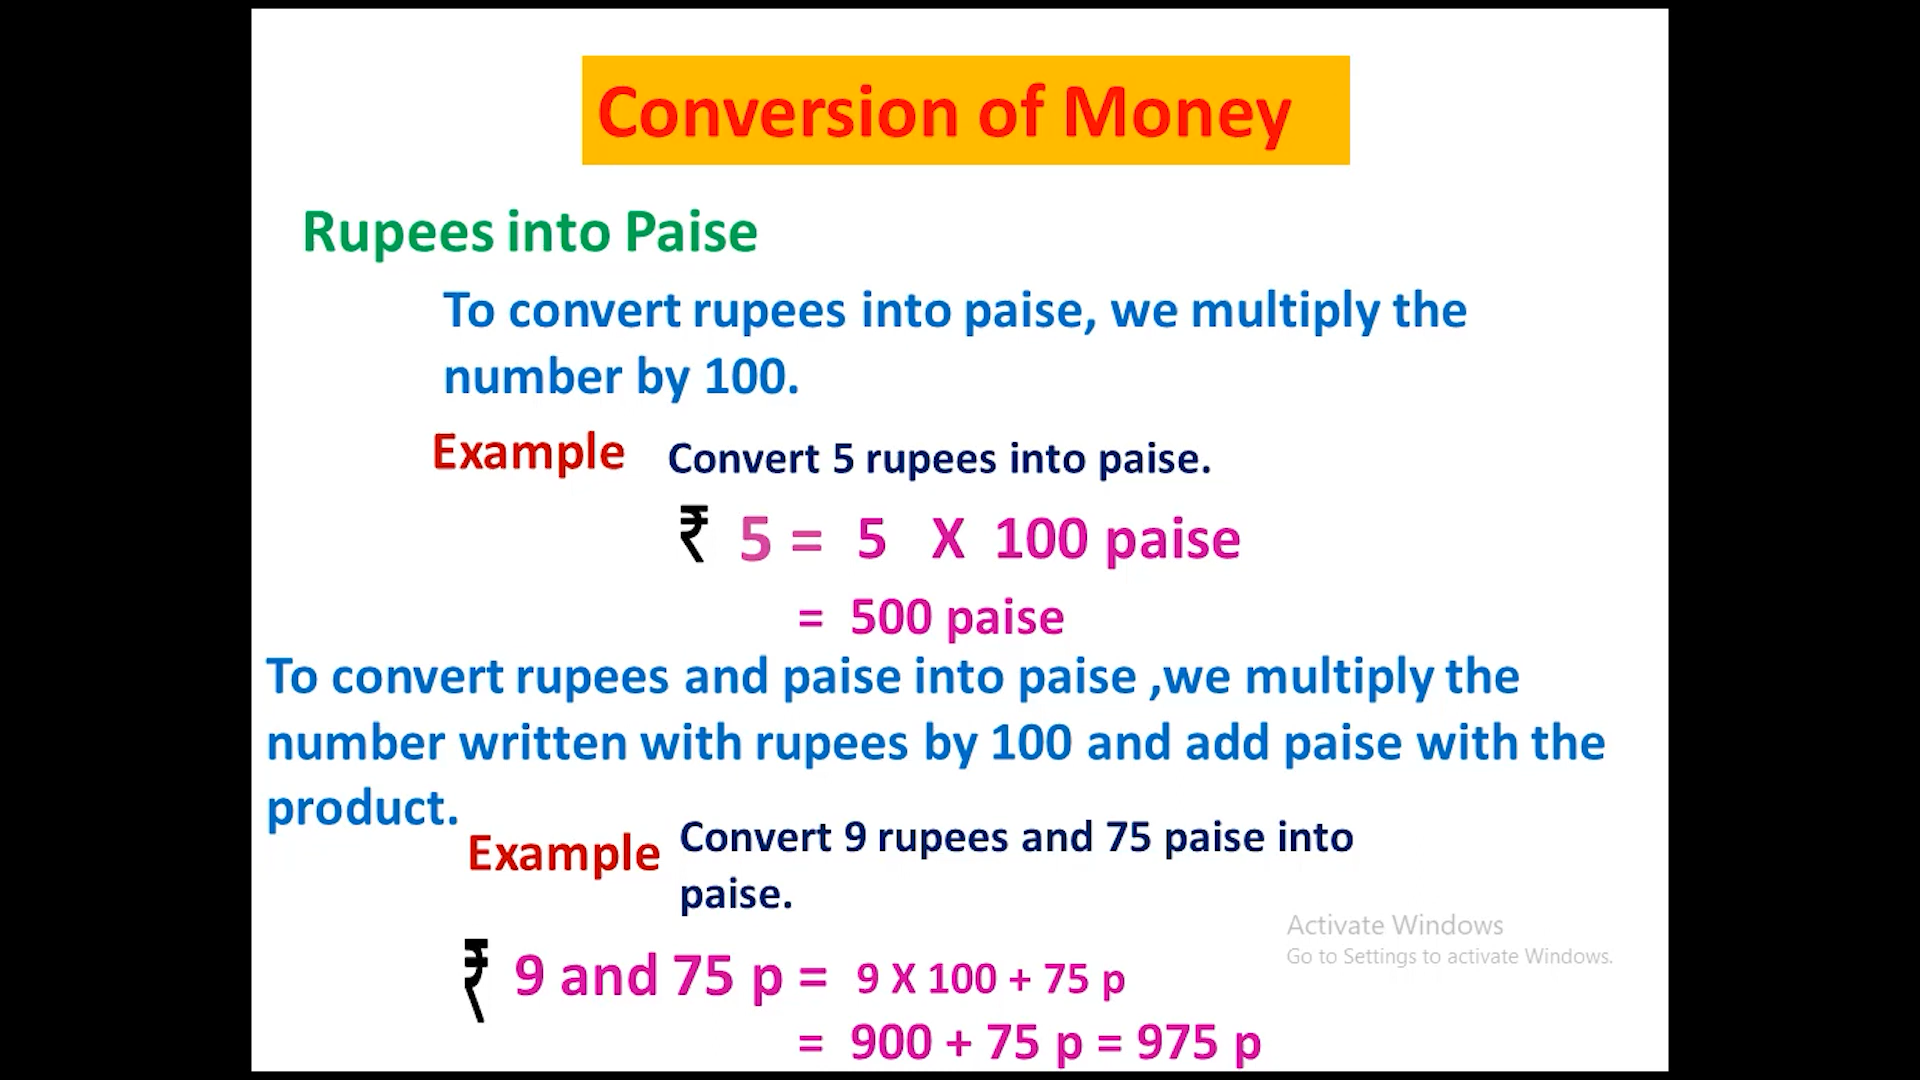 Conversion of Money
Rupees into Paise
To convert rupees into paise, we multiply the
number by 100.
Example Convert 5 rupees into paise.
₹ 5 = 5 X 100 paise
= 500 paise
To convert rupees and paise into paise ,we multiply the
number written with rupees by 100 and add paise with the
product.
Example Convert 9 rupees and 75 paise into
paise.
₹ 9 and 75 p = 9 X 100 + 75 p
= 900 + 75 p = 975 p
Activate Windows
Go to Settings to activate Windows.